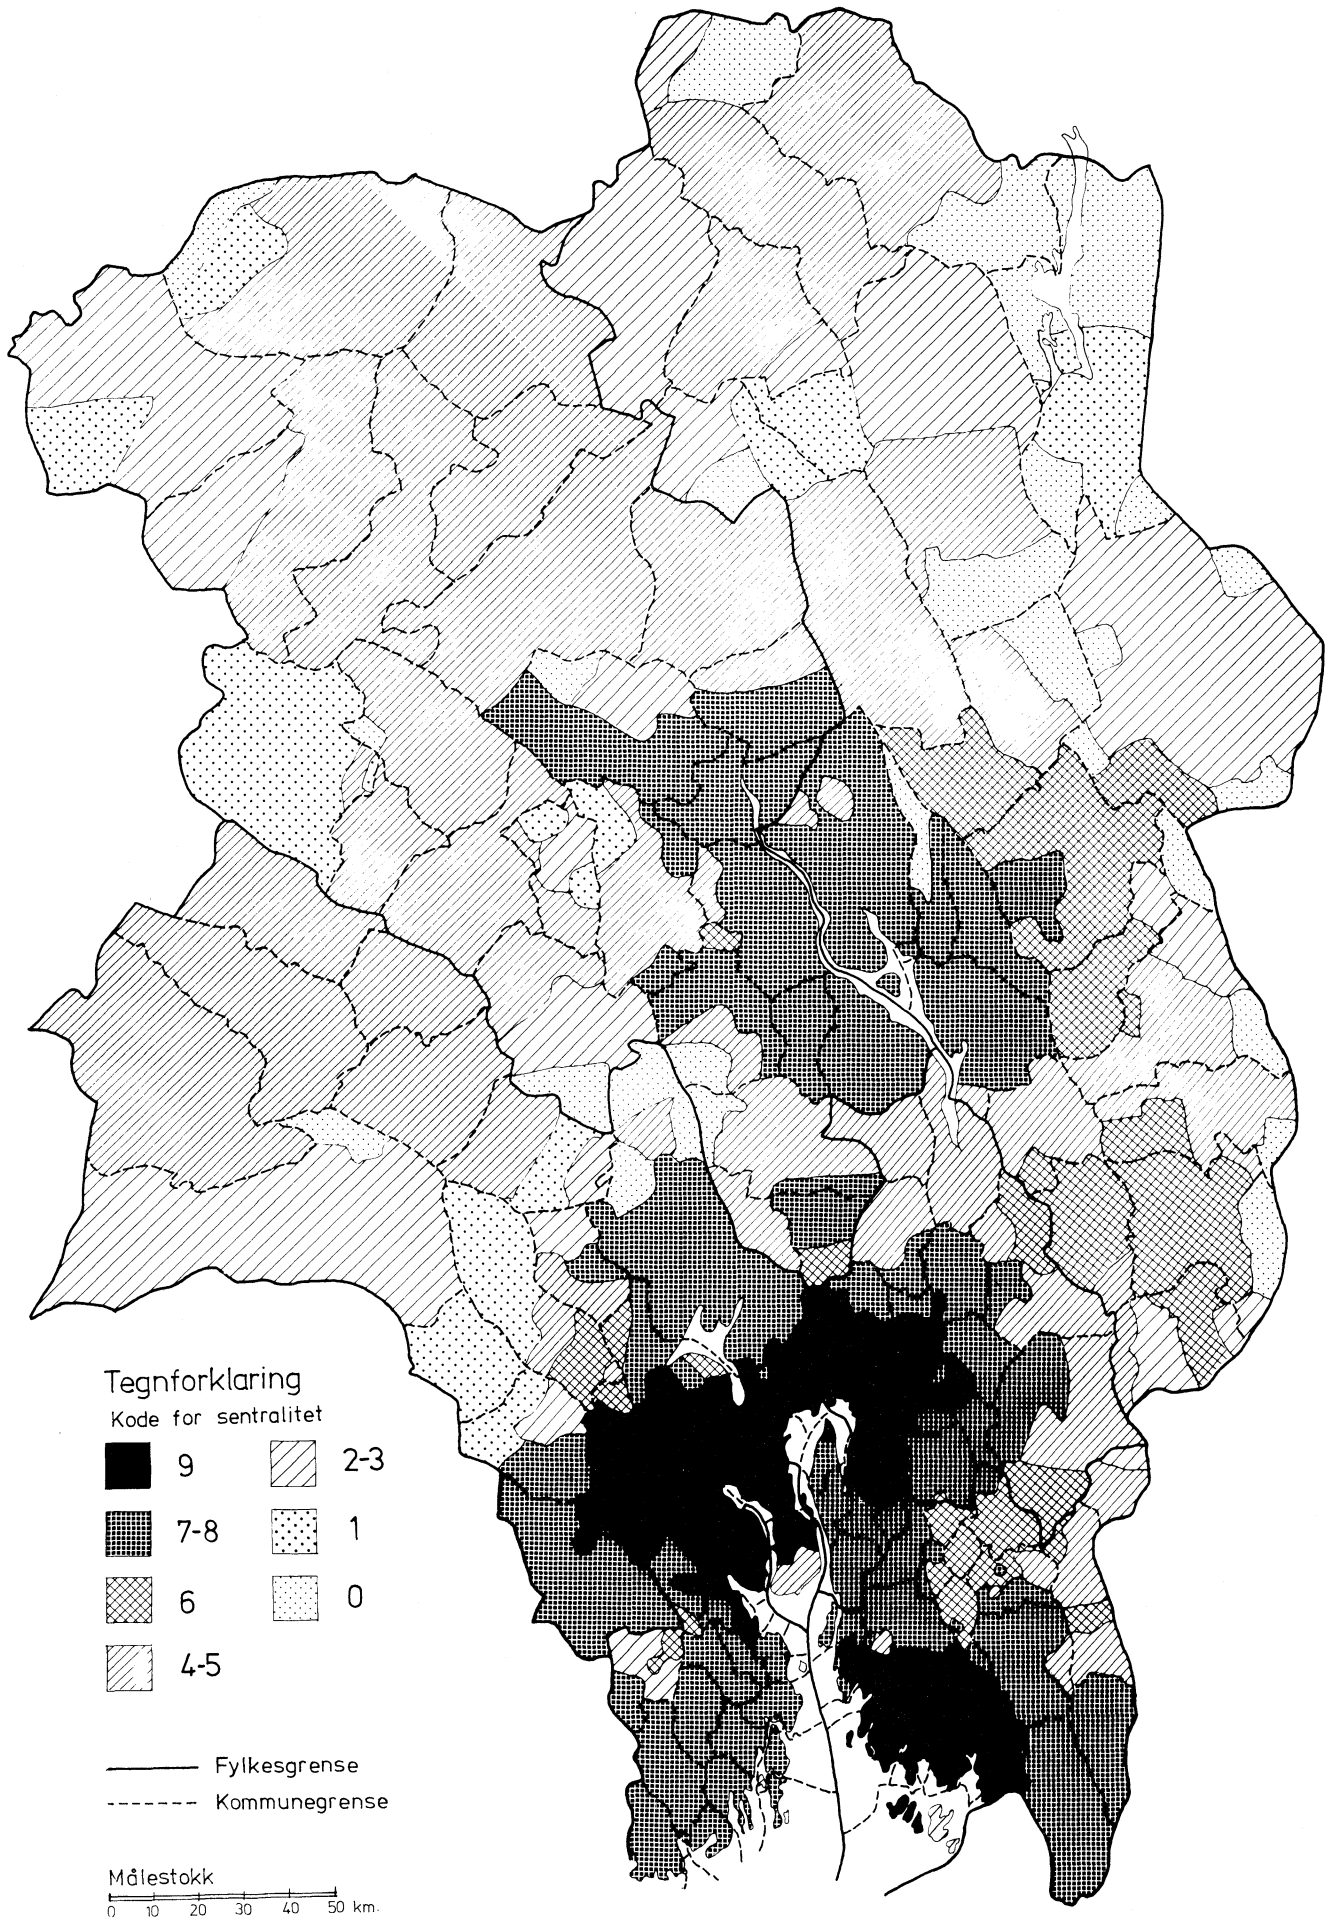 Tegnforklaring
Kode for sentralitet
9
7-8
6
4-5
2-3
1
0
Fylkesgrense
Kommunegrense
Målestokk
0 10 20 30 40 50 km.